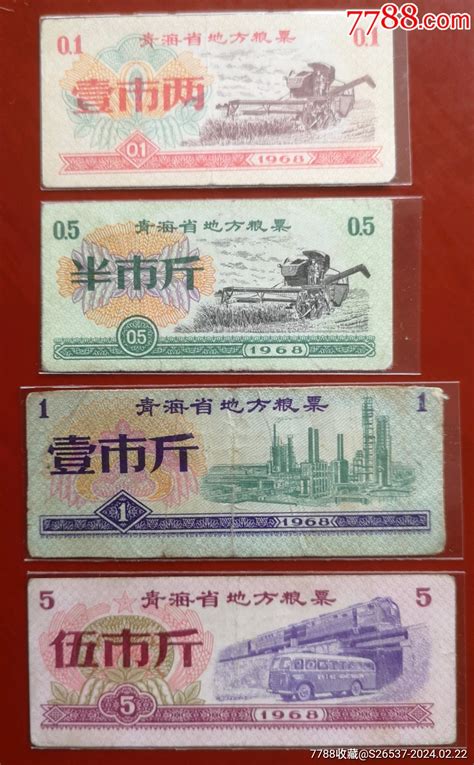 7788.com
0.1 青海省地方粮票 0.1
壹市两
0.1 1968
0.5 青海省地方粮票 0.5
半市斤
0.5 1968
1 青海省地方粮票 1
壹市斤
1 1968
5 青海省地方粮票 5
伍市斤
5 1968
7788收藏@S26537-2024.02.22